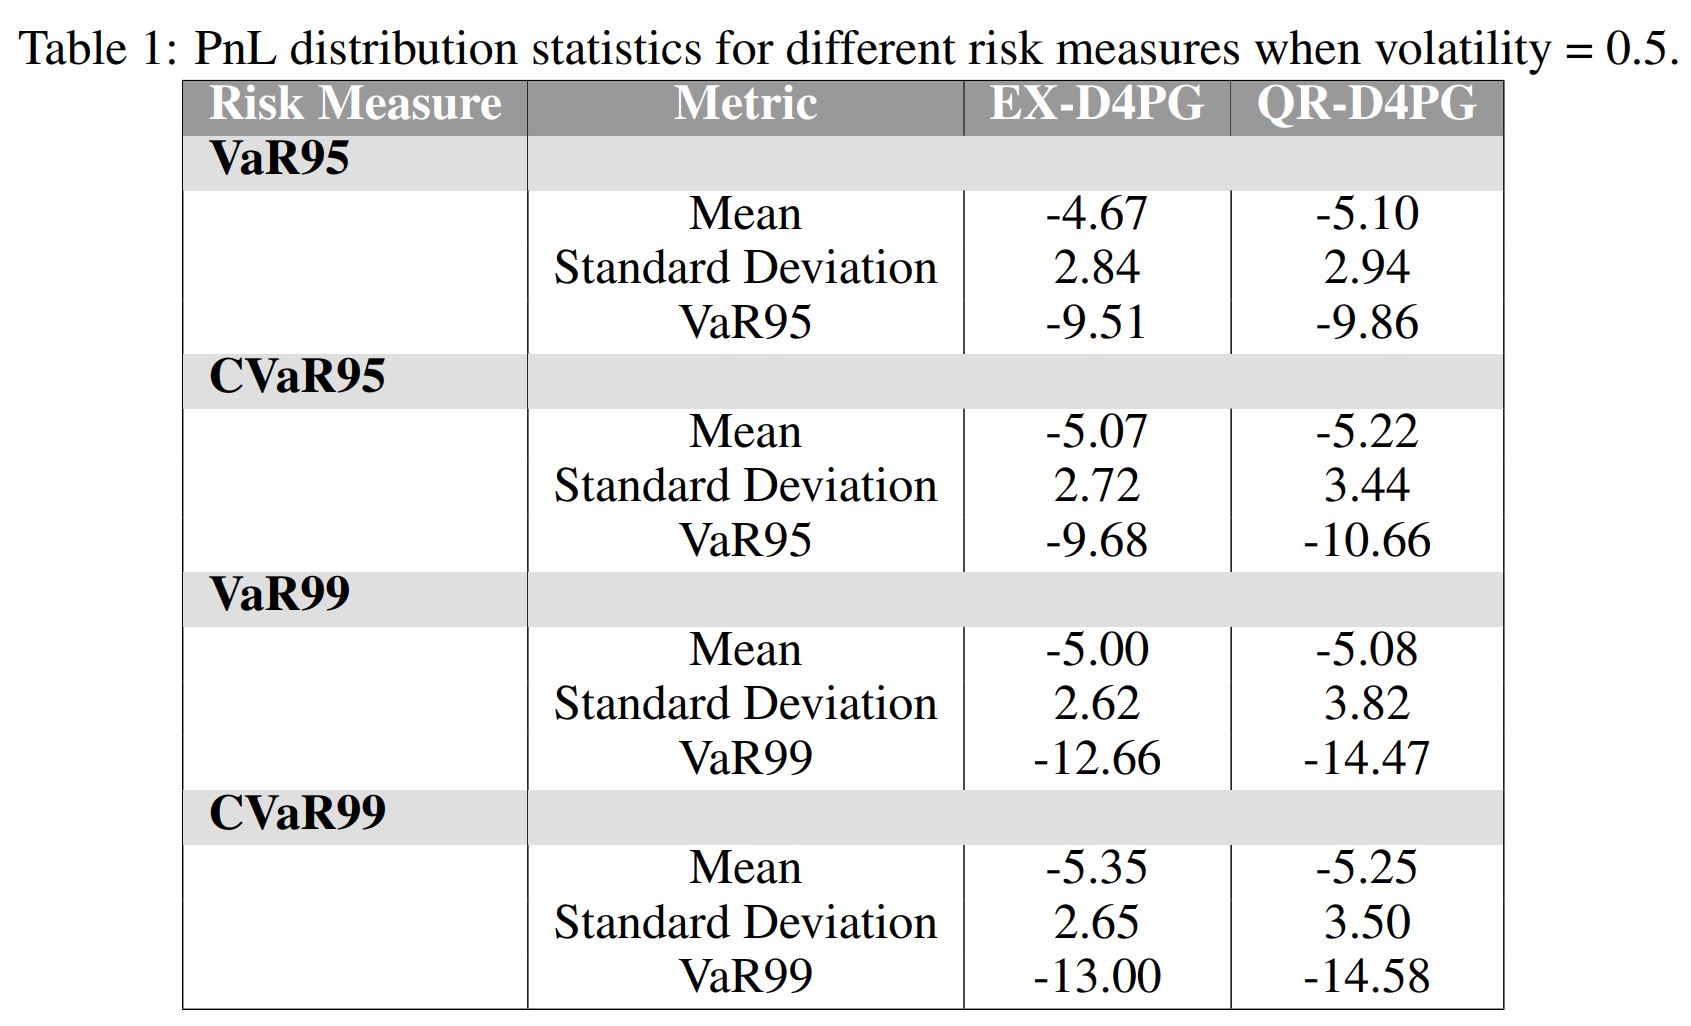 Table 1: PnL distribution statistics for different risk measures when volatility = 0.5.
Risk Measure Metric EX-D4PG QR-D4PG
VaR95
Mean -4.67 -5.10
Standard Deviation 2.84 2.94
VaR95 -9.51 -9.86
CVaR95
Mean -5.07 -5.22
Standard Deviation 2.72 3.44
VaR95 -9.68 -10.66
VaR99
Mean -5.00 -5.08
Standard Deviation 2.62 3.82
VaR99 -12.66 -14.47
CVaR99
Mean -5.35 -5.25
Standard Deviation 2.65 3.50
VaR99 -13.00 -14.58